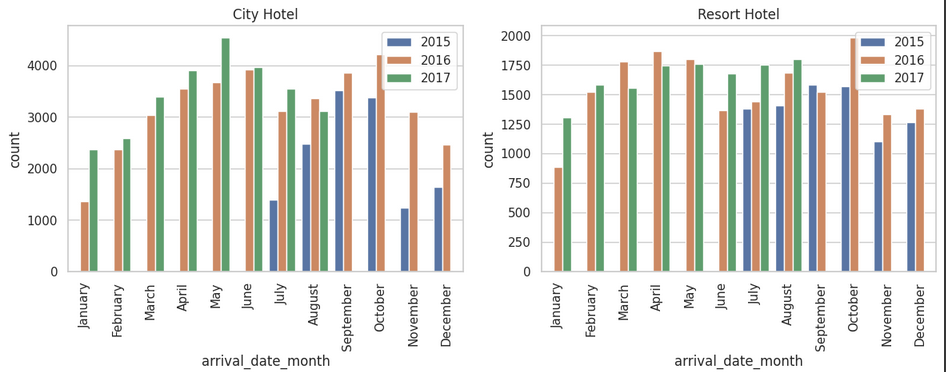 City Hotel
count
4000
3000
2000
1000
0
2015
2016
2017
January
February
March
April
May
June
July
August
September
October
November
December
arrival_date_month
Resort Hotel
count
2000
1750
1500
1250
1000
750
500
250
0
2015
2016
2017
January
February
March
April
May
June
July
August
September
October
November
December
arrival_date_month